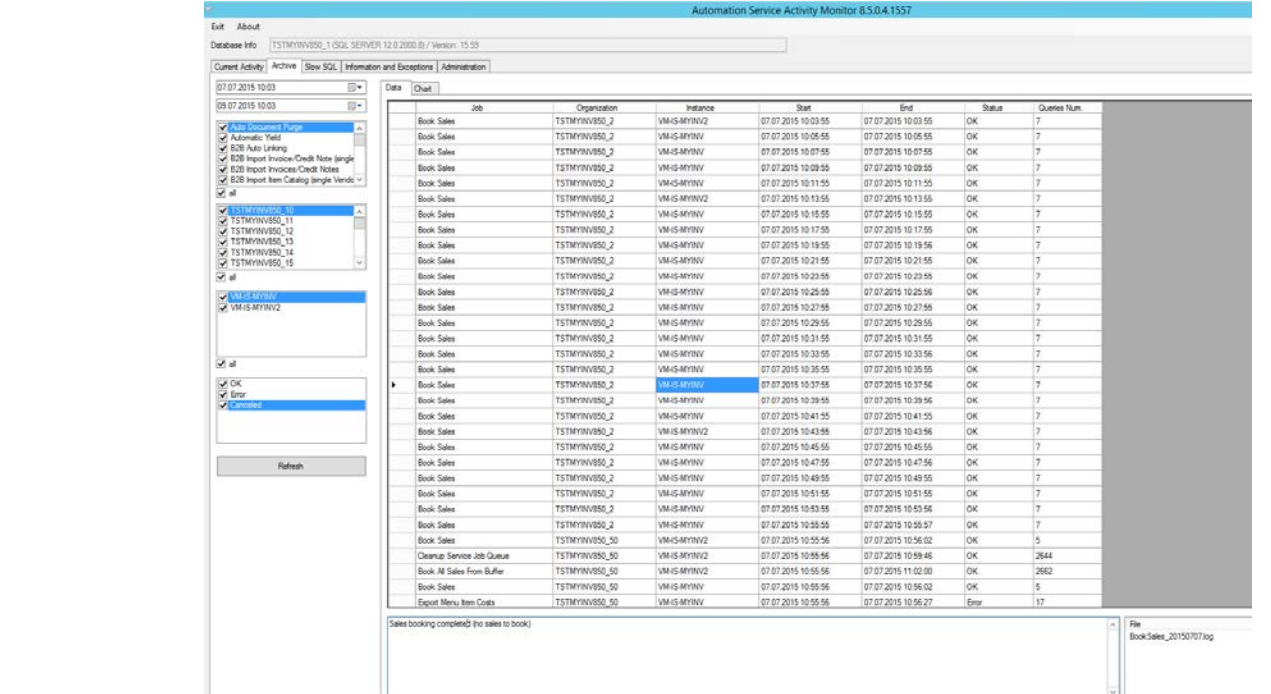 Automation Service Activity Monitor 8.5.0.4.1557
Exit About
Database Info TSTMYINV850_1 (SQL SERVER 12.0.2000.8) / Version: 15.59
Current Activity Archive Slow SQL Information and Exceptions Administration
07.07.2015 10:03
09.07.2015 10:03
Auto Document Purge
Automatic Yield
B2B Auto Linking
B2B Import Invoice/Credit Note (single
B2B Import Invoices/Credit Notes
B2B Import Item Catalog (single Vendc
all
TSTMYINV850_10
TSTMYINV850_11
TSTMYINV850_12
TSTMYINV850_13
TSTMYINV850_14
TSTMYINV850_15
all
VM-IS-MYINV
VM-IS-MYINV2
all
OK
Error
Canceled
Refresh
Data Chart
Job Organization Instance Start End Status Queries Num.
Book Sales TSTMYINV850_2 VM-IS-MYINV2 07.07.2015 10:03:55 07.07.2015 10:03:55 OK 7
Book Sales TSTMYINV850_2 VM-IS-MYINV 07.07.2015 10:05:55 07.07.2015 10:05:55 OK 7
Book Sales TSTMYINV850_2 VM-IS-MYINV 07.07.2015 10:07:55 07.07.2015 10:07:55 OK 7
Book Sales TSTMYINV850_2 VM-IS-MYINV 07.07.2015 10:09:55 07.07.2015 10:09:55 OK 7
Book Sales TSTMYINV850_2 VM-IS-MYINV 07.07.2015 10:11:55 07.07.2015 10:11:55 OK 7
Book Sales TSTMYINV850_2 VM-IS-MYINV2 07.07.2015 10:13:55 07.07.2015 10:13:55 OK 7
Book Sales TSTMYINV850_2 VM-IS-MYINV 07.07.2015 10:15:55 07.07.2015 10:15:55 OK 7
Book Sales TSTMYINV850_2 VM-IS-MYINV 07.07.2015 10:17:55 07.07.2015 10:17:55 OK 7
Book Sales TSTMYINV850_2 VM-IS-MYINV 07.07.2015 10:19:55 07.07.2015 10:19:56 OK 7
Book Sales TSTMYINV850_2 VM-IS-MYINV 07.07.2015 10:21:55 07.07.2015 10:21:55 OK 7
Book Sales TSTMYINV850_2 VM-IS-MYINV 07.07.2015 10:23:55 07.07.2015 10:23:55 OK 7
Book Sales TSTMYINV850_2 VM-IS-MYINV 07.07.2015 10:25:55 07.07.2015 10:25:56 OK 7
Book Sales TSTMYINV850_2 VM-IS-MYINV 07.07.2015 10:27:55 07.07.2015 10:27:55 OK 7
Book Sales TSTMYINV850_2 VM-IS-MYINV 07.07.2015 10:29:55 07.07.2015 10:29:55 OK 7
Book Sales TSTMYINV850_2 VM-IS-MYINV 07.07.2015 10:31:55 07.07.2015 10:31:55 OK 7
Book Sales TSTMYINV850_2 VM-IS-MYINV 07.07.2015 10:33:55 07.07.2015 10:33:56 OK 7
Book Sales TSTMYINV850_2 VM-IS-MYINV 07.07.2015 10:35:55 07.07.2015 10:35:55 OK 7
Book Sales TSTMYINV850_2 VM-IS-MYINV 07.07.2015 10:37:55 07.07.2015 10:37:56 OK 7
Book Sales TSTMYINV850_2 VM-IS-MYINV 07.07.2015 10:39:55 07.07.2015 10:39:56 OK 7
Book Sales TSTMYINV850_2 VM-IS-MYINV 07.07.2015 10:41:55 07.07.2015 10:41:55 OK 7
Book Sales TSTMYINV850_2 VM-IS-MYINV2 07.07.2015 10:43:55 07.07.2015 10:43:56 OK 7
Book Sales TSTMYINV850_2 VM-IS-MYINV 07.07.2015 10:45:55 07.07.2015 10:45:55 OK 7
Book Sales TSTMYINV850_2 VM-IS-MYINV 07.07.2015 10:47:55 07.07.2015 10:47:56 OK 7
Book Sales TSTMYINV850_2 VM-IS-MYINV 07.07.2015 10:49:55 07.07.2015 10:49:55 OK 7
Book Sales TSTMYINV850_2 VM-IS-MYINV 07.07.2015 10:51:55 07.07.2015 10:51:55 OK 7
Book Sales TSTMYINV850_2 VM-IS-MYINV 07.07.2015 10:53:55 07.07.2015 10:53:56 OK 7
Book Sales TSTMYINV850_2 VM-IS-MYINV 07.07.2015 10:55:55 07.07.2015 10:55:57 OK 7
Book Sales TSTMYINV850_50 VM-IS-MYINV2 07.07.2015 10:55:56 07.07.2015 10:56:02 OK 5
Cleanup Service Job Queue TSTMYINV850_50 VM-IS-MYINV2 07.07.2015 10:55:56 07.07.2015 10:59:46 OK 2644
Book All Sales From Buffer TSTMYINV850_50 VM-IS-MYINV2 07.07.2015 10:55:56 07.07.2015 11:02:00 OK 2662
Book Sales TSTMYINV850_50 VM-IS-MYINV 07.07.2015 10:55:56 07.07.2015 10:56:02 OK 5
Export Menu Item Costs TSTMYINV850_50 VM-IS-MYINV 07.07.2015 10:55:56 07.07.2015 10:56:27 Error 17
Sales booking completed (no sales to book)
File
BookSales_20150707.log